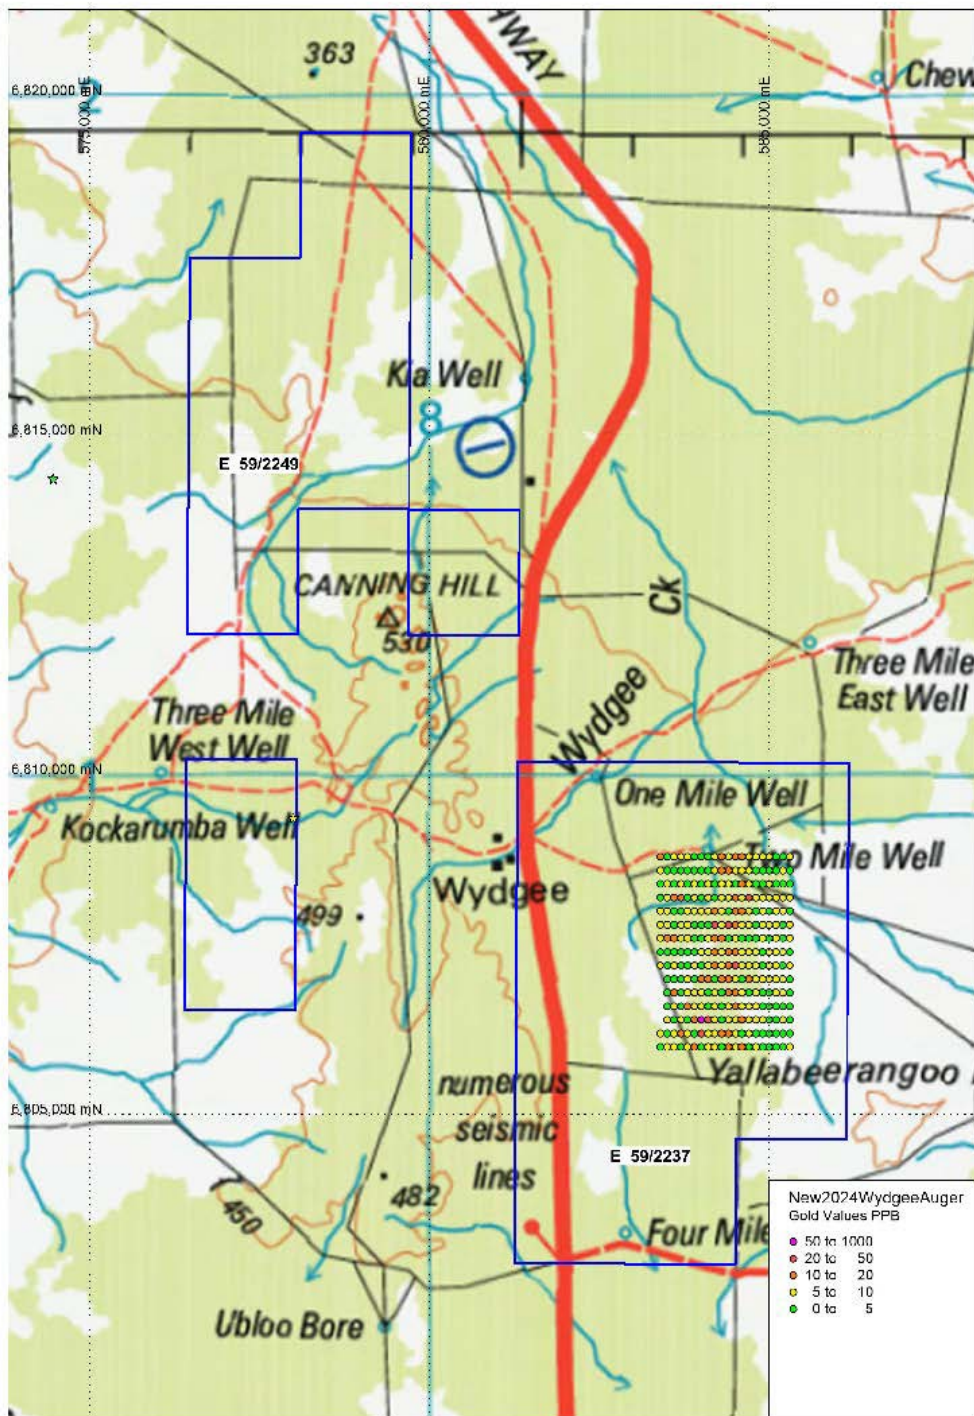 HWAY
363
Chew
6,820,000 mN
575,000 mE
580,000 mE
585,000 mE
Kia Well
8
6,815,000 mN
E 59/2249
CANNING HILL
530
Ck
Three Mile
East Well
Wydgee
Three Mile
West Well
6,810,000 mN
One Mile Well
Kockarumba Well
Two Mile Well
Wydgee
499
numerous
seismic
lines
Yallabeerangoo
6,805,000 mN
E 59/2237
482
450
Four Mile
Ubloo Bore
New2024WydgeeAuger
Gold Values PPB
50 to 1000
20 to 50
10 to 20
5 to 10
0 to 5